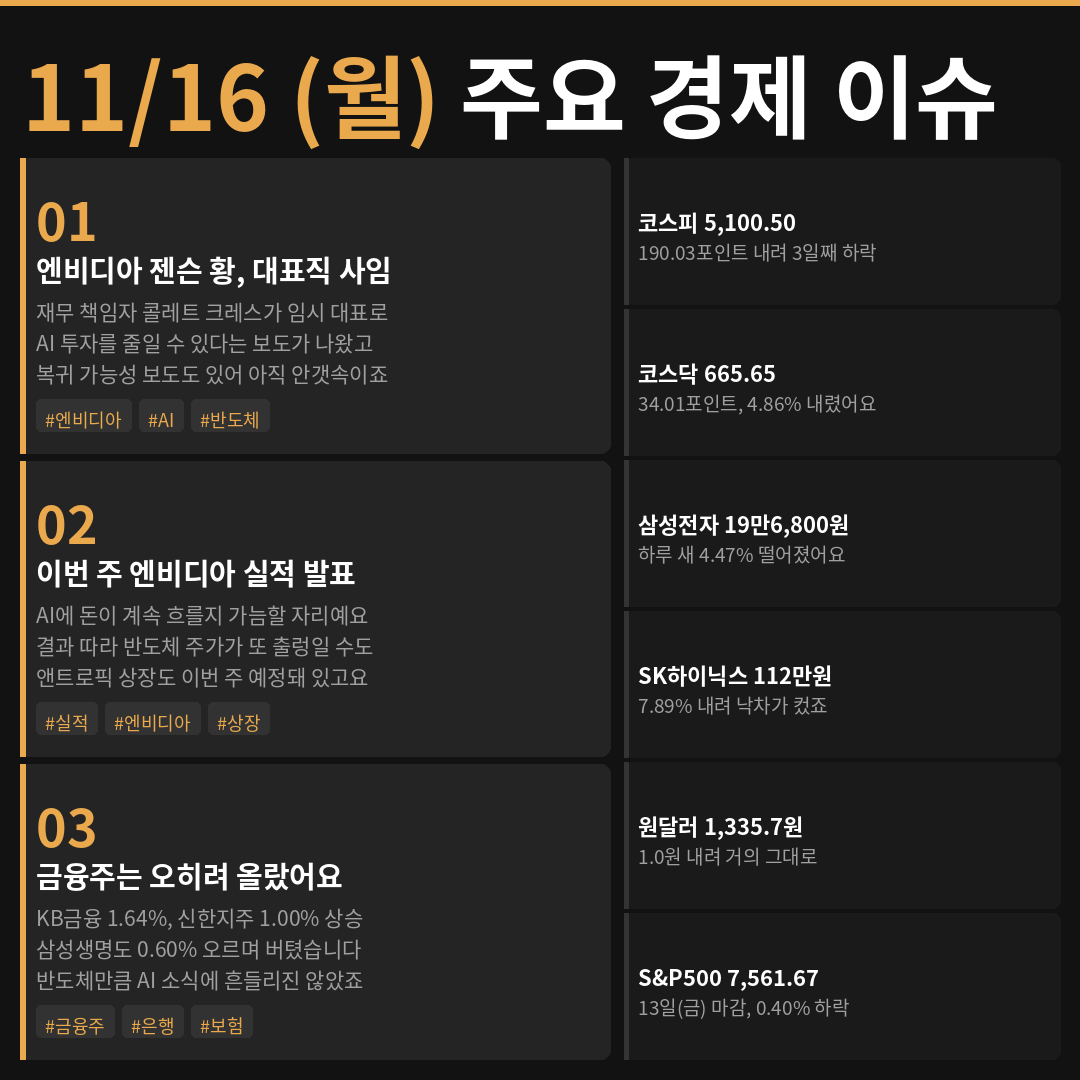 11/16 (월) 주요 경제 이슈
01
엔비디아 젠슨 황, 대표직 사임
재무 책임자 콜레트 크레스가 임시 대표로
AI 투자를 줄일 수 있다는 보도가 나왔고
복귀 가능성 보도도 있어 아직 안갯속이죠
#엔비디아 #AI #반도체
02
이번 주 엔비디아 실적 발표
AI에 돈이 계속 흐를지 가늠할 자리예요
결과 따라 반도체 주가가 또 출렁일 수도
앤트로픽 상장도 이번 주 예정돼 있고요
#실적 #엔비디아 #상장
03
금융주는 오히려 올랐어요
KB금융 1.64%, 신한지주 1.00% 상승
삼성생명도 0.60% 오르며 버텼습니다
반도체만큼 AI 소식에 흔들리진 않았죠
#금융주 #은행 #보험
코스피 5,100.50
190.03포인트 내려 3일째 하락
코스닥 665.65
34.01포인트, 4.86% 내렸어요
삼성전자 19만6,800원
하루 새 4.47% 떨어졌어요
SK하이닉스 112만원
7.89% 내려 낙차가 컸죠
원달러 1,335.7원
1.0원 내려 거의 그대로
S&P500 7,561.67
13일(금) 마감, 0.40% 하락